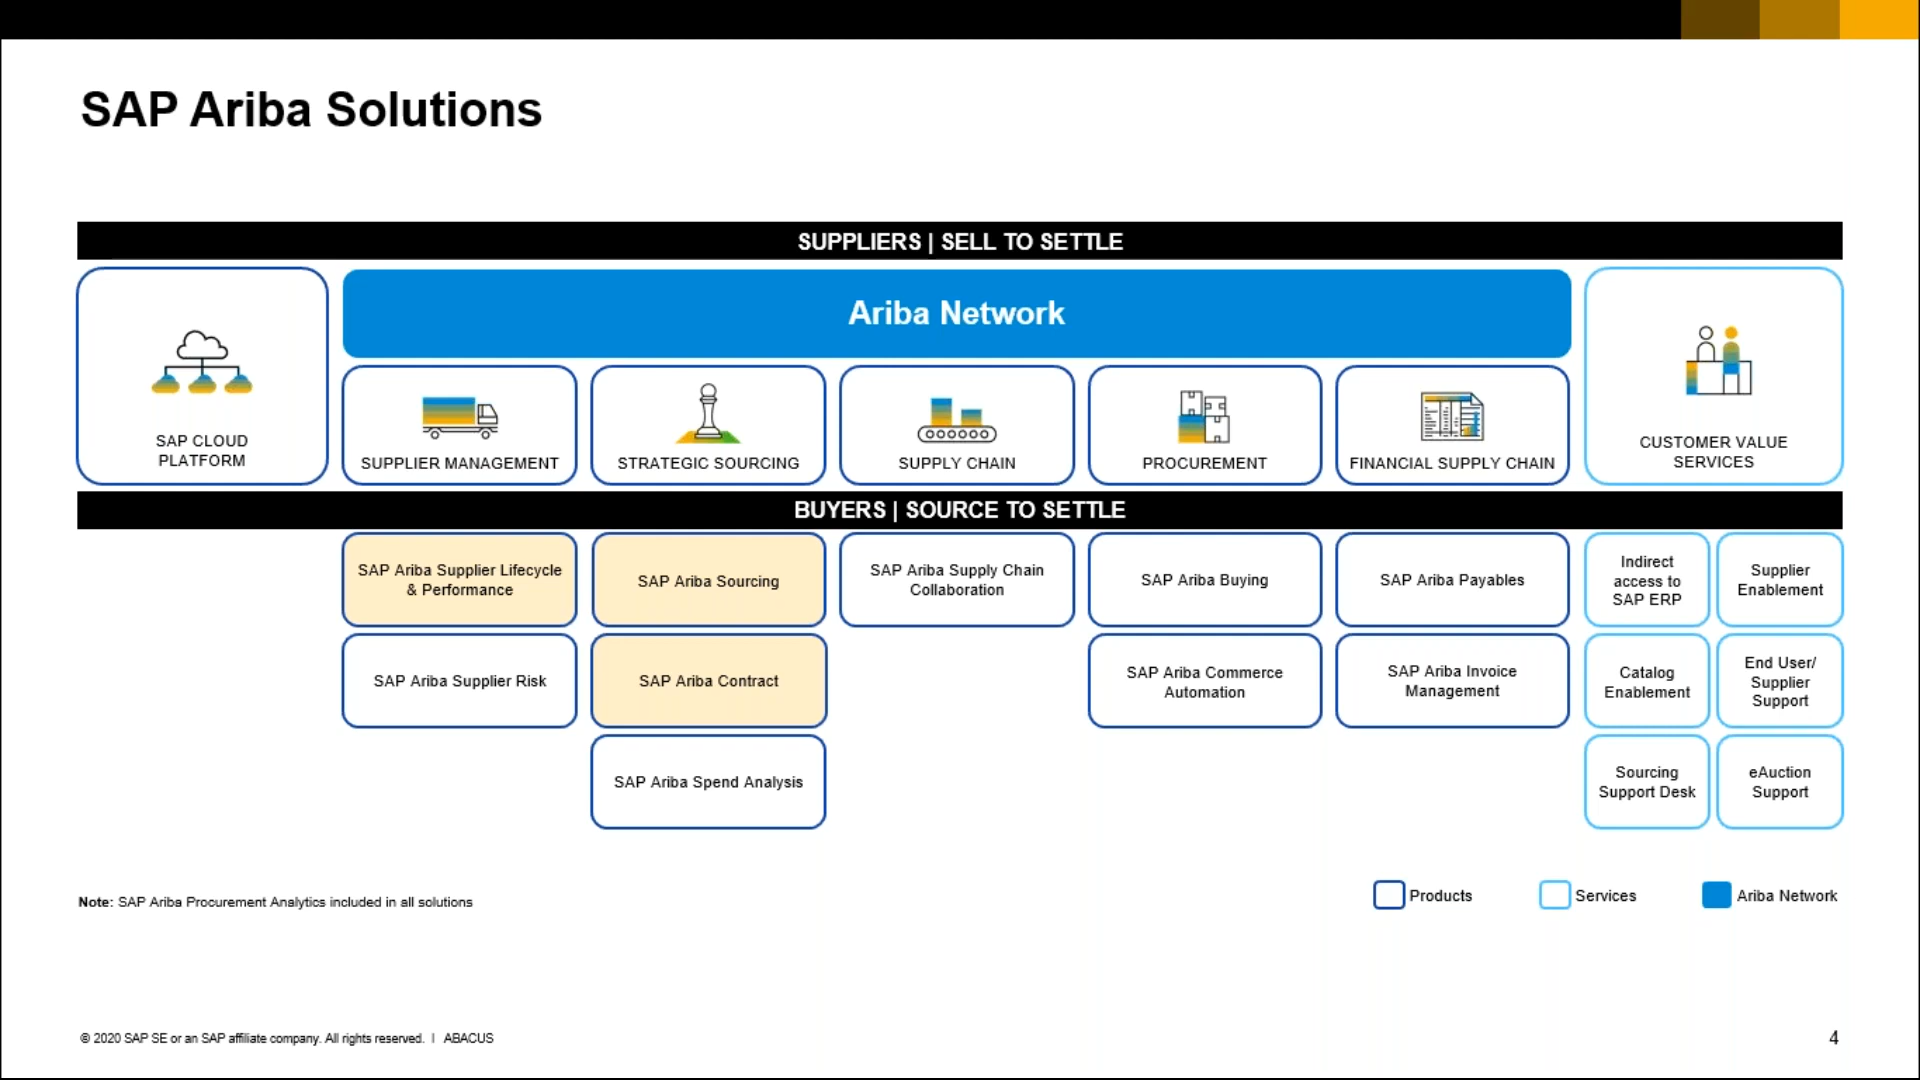 SAP Ariba Solutions
SUPPLIERS | SELL TO SETTLE
SAP CLOUD
PLATFORM
Ariba Network
SUPPLIER MANAGEMENT
STRATEGIC SOURCING
SUPPLY CHAIN
PROCUREMENT
FINANCIAL SUPPLY CHAIN
CUSTOMER VALUE
SERVICES
BUYERS | SOURCE TO SETTLE
SAP Ariba Supplier Lifecycle
& Performance
SAP Ariba Sourcing
SAP Ariba Supply Chain
Collaboration
SAP Ariba Buying
SAP Ariba Payables
Indirect
access to
SAP ERP
Supplier
Enablement
SAP Ariba Supplier Risk
SAP Ariba Contract
SAP Ariba Commerce
Automation
SAP Ariba Invoice
Management
Catalog
Enablement
End User/
Supplier
Support
SAP Ariba Spend Analysis
Sourcing
Support Desk
eAuction
Support
Note: SAP Ariba Procurement Analytics included in all solutions
Products
Services
Ariba Network
© 2020 SAP SE or an SAP affiliate company. All rights reserved. | ABACUS
4